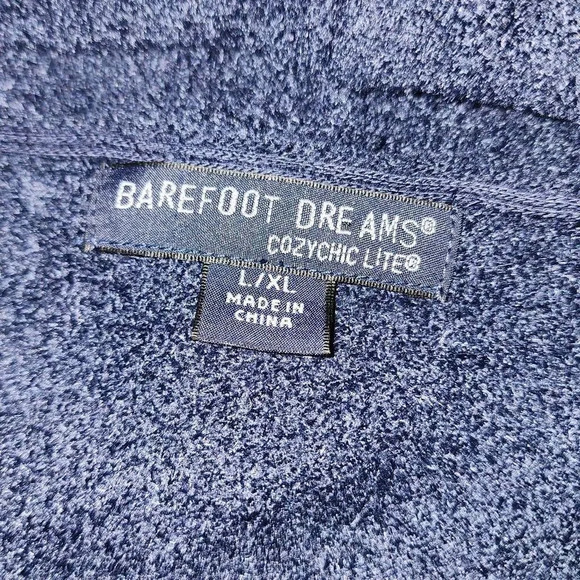 BAREFOOT DREAMS®
COZYCHIC LITE®
L/XL
MADE IN
CHINA